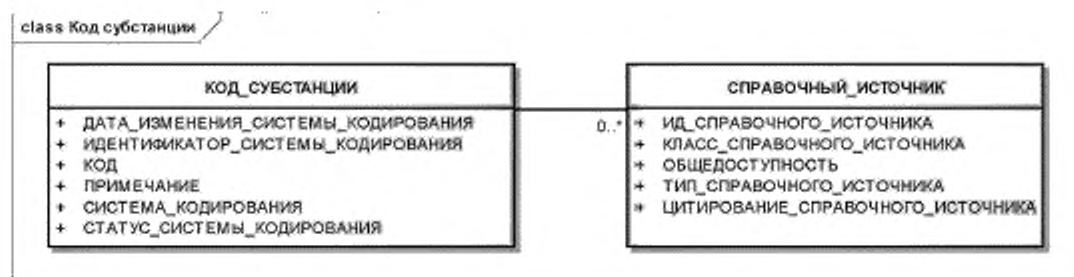 class Код субстанции
КОД_СУБСТАНЦИИ
+ ДАТА_ИЗМЕНЕНИЯ_СИСТЕМЫ_КОДИРОВАНИЯ
+ ИДЕНТИФИКАТОР_СИСТЕМЫ_КОДИРОВАНИЯ
+ КОД
+ ПРИМЕЧАНИЕ
+ СИСТЕМА_КОДИРОВАНИЯ
+ СТАТУС_СИСТЕМЫ_КОДИРОВАНИЯ
0..*
СПРАВОЧНЫЙ_ИСТОЧНИК
+ ИД_СПРАВОЧНОГО_ИСТОЧНИКА
+ КЛАСС_СПРАВОЧНОГО_ИСТОЧНИКА
+ ОБЩЕДОСТУПНОСТЬ
+ ТИП_СПРАВОЧНОГО_ИСТОЧНИКА
+ ЦИТИРОВАНИЕ_СПРАВОЧНОГО_ИСТОЧНИКА